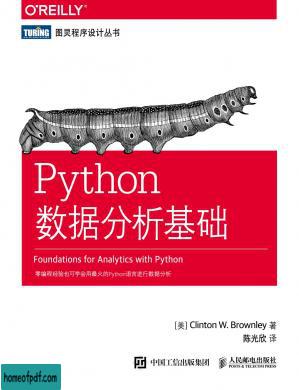 O'REILLY®
TURING 图灵程序设计丛书
Python
数据分析基础
Foundations for Analytics with Python
零编程经验也可学会用最火的Python语言进行数据分析
[美] Clinton W. Brownley 著
陈光欣 译
中国工信出版集团 人民邮电出版社
homeofpdf.com